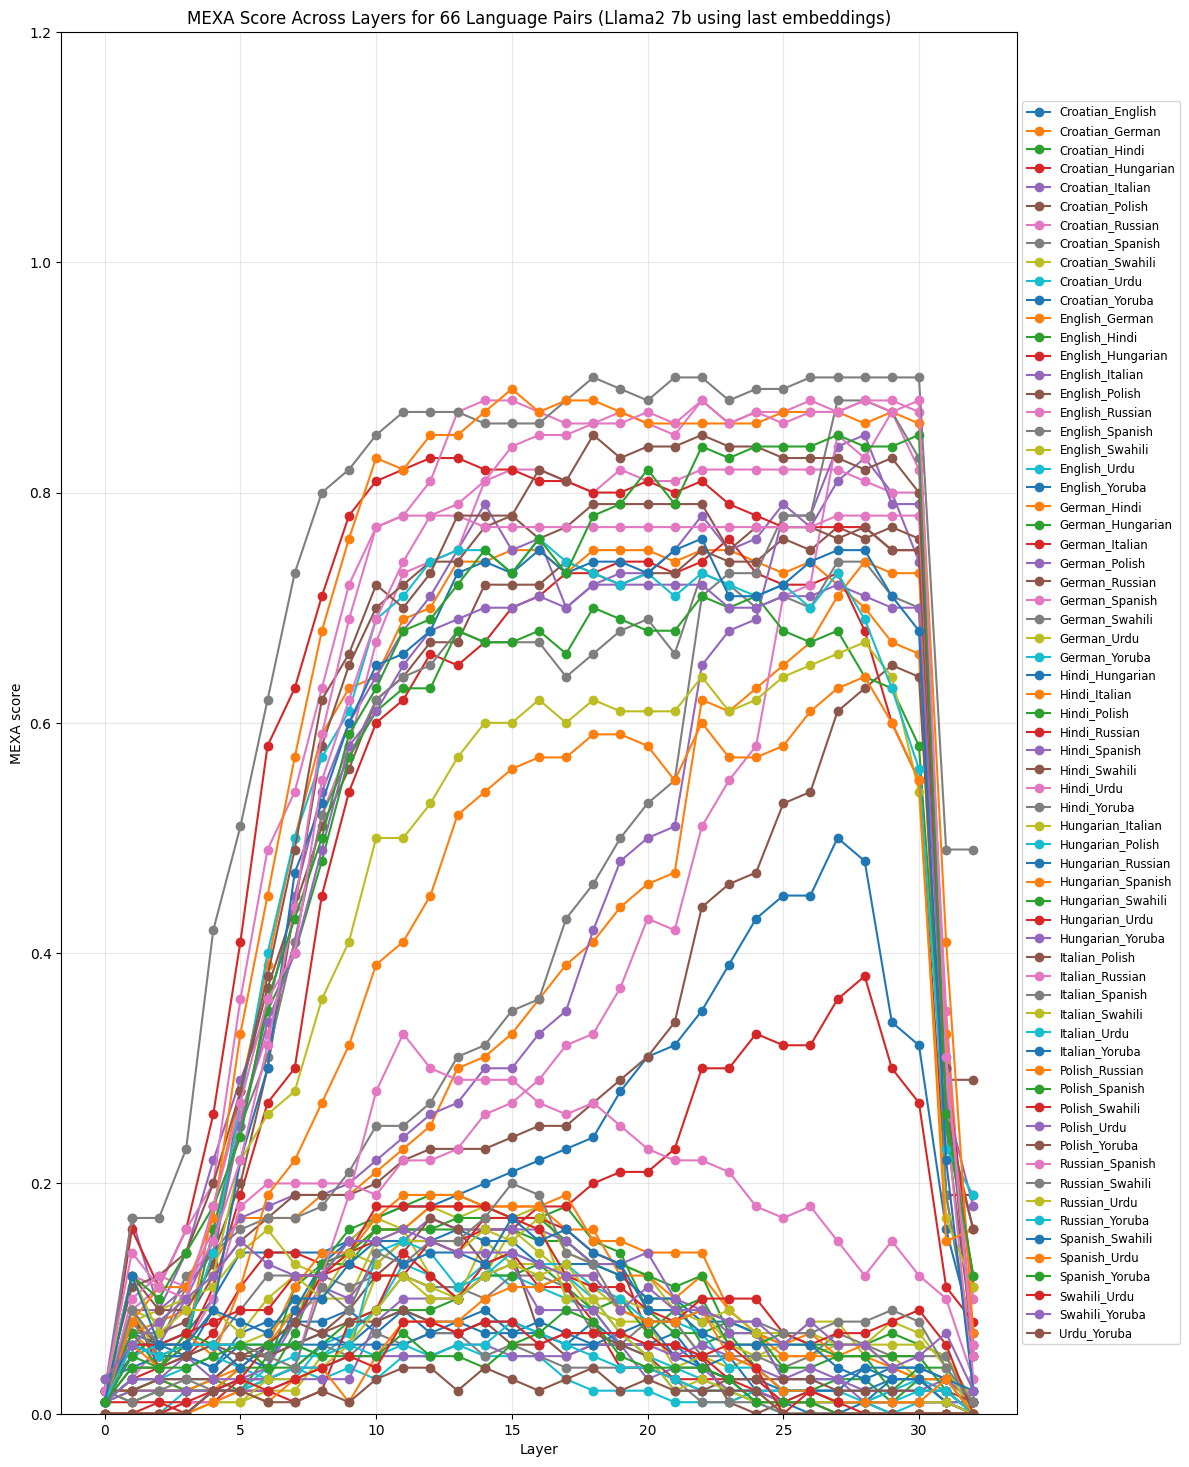 MEXA Score Across Layers for 66 Language Pairs (Llama2 7b using last embeddings)
1.2
1.0
0.8
0.6
0.4
0.2
0.0
MEXA score
0 5 10 15 20 25 30
Layer
Croatian_English
Croatian_German
Croatian_Hindi
Croatian_Hungarian
Croatian_Italian
Croatian_Polish
Croatian_Russian
Croatian_Spanish
Croatian_Swahili
Croatian_Urdu
Croatian_Yoruba
English_German
English_Hindi
English_Hungarian
English_Italian
English_Polish
English_Russian
English_Spanish
English_Swahili
English_Urdu
English_Yoruba
German_Hindi
German_Hungarian
German_Italian
German_Polish
German_Russian
German_Spanish
German_Swahili
German_Urdu
German_Yoruba
Hindi_Hungarian
Hindi_Italian
Hindi_Polish
Hindi_Russian
Hindi_Spanish
Hindi_Swahili
Hindi_Urdu
Hindi_Yoruba
Hungarian_Italian
Hungarian_Polish
Hungarian_Russian
Hungarian_Spanish
Hungarian_Swahili
Hungarian_Urdu
Hungarian_Yoruba
Italian_Polish
Italian_Russian
Italian_Spanish
Italian_Swahili
Italian_Urdu
Italian_Yoruba
Polish_Russian
Polish_Spanish
Polish_Swahili
Polish_Urdu
Polish_Yoruba
Russian_Spanish
Russian_Swahili
Russian_Urdu
Russian_Yoruba
Spanish_Swahili
Spanish_Urdu
Spanish_Yoruba
Swahili_Urdu
Swahili_Yoruba
Urdu_Yoruba